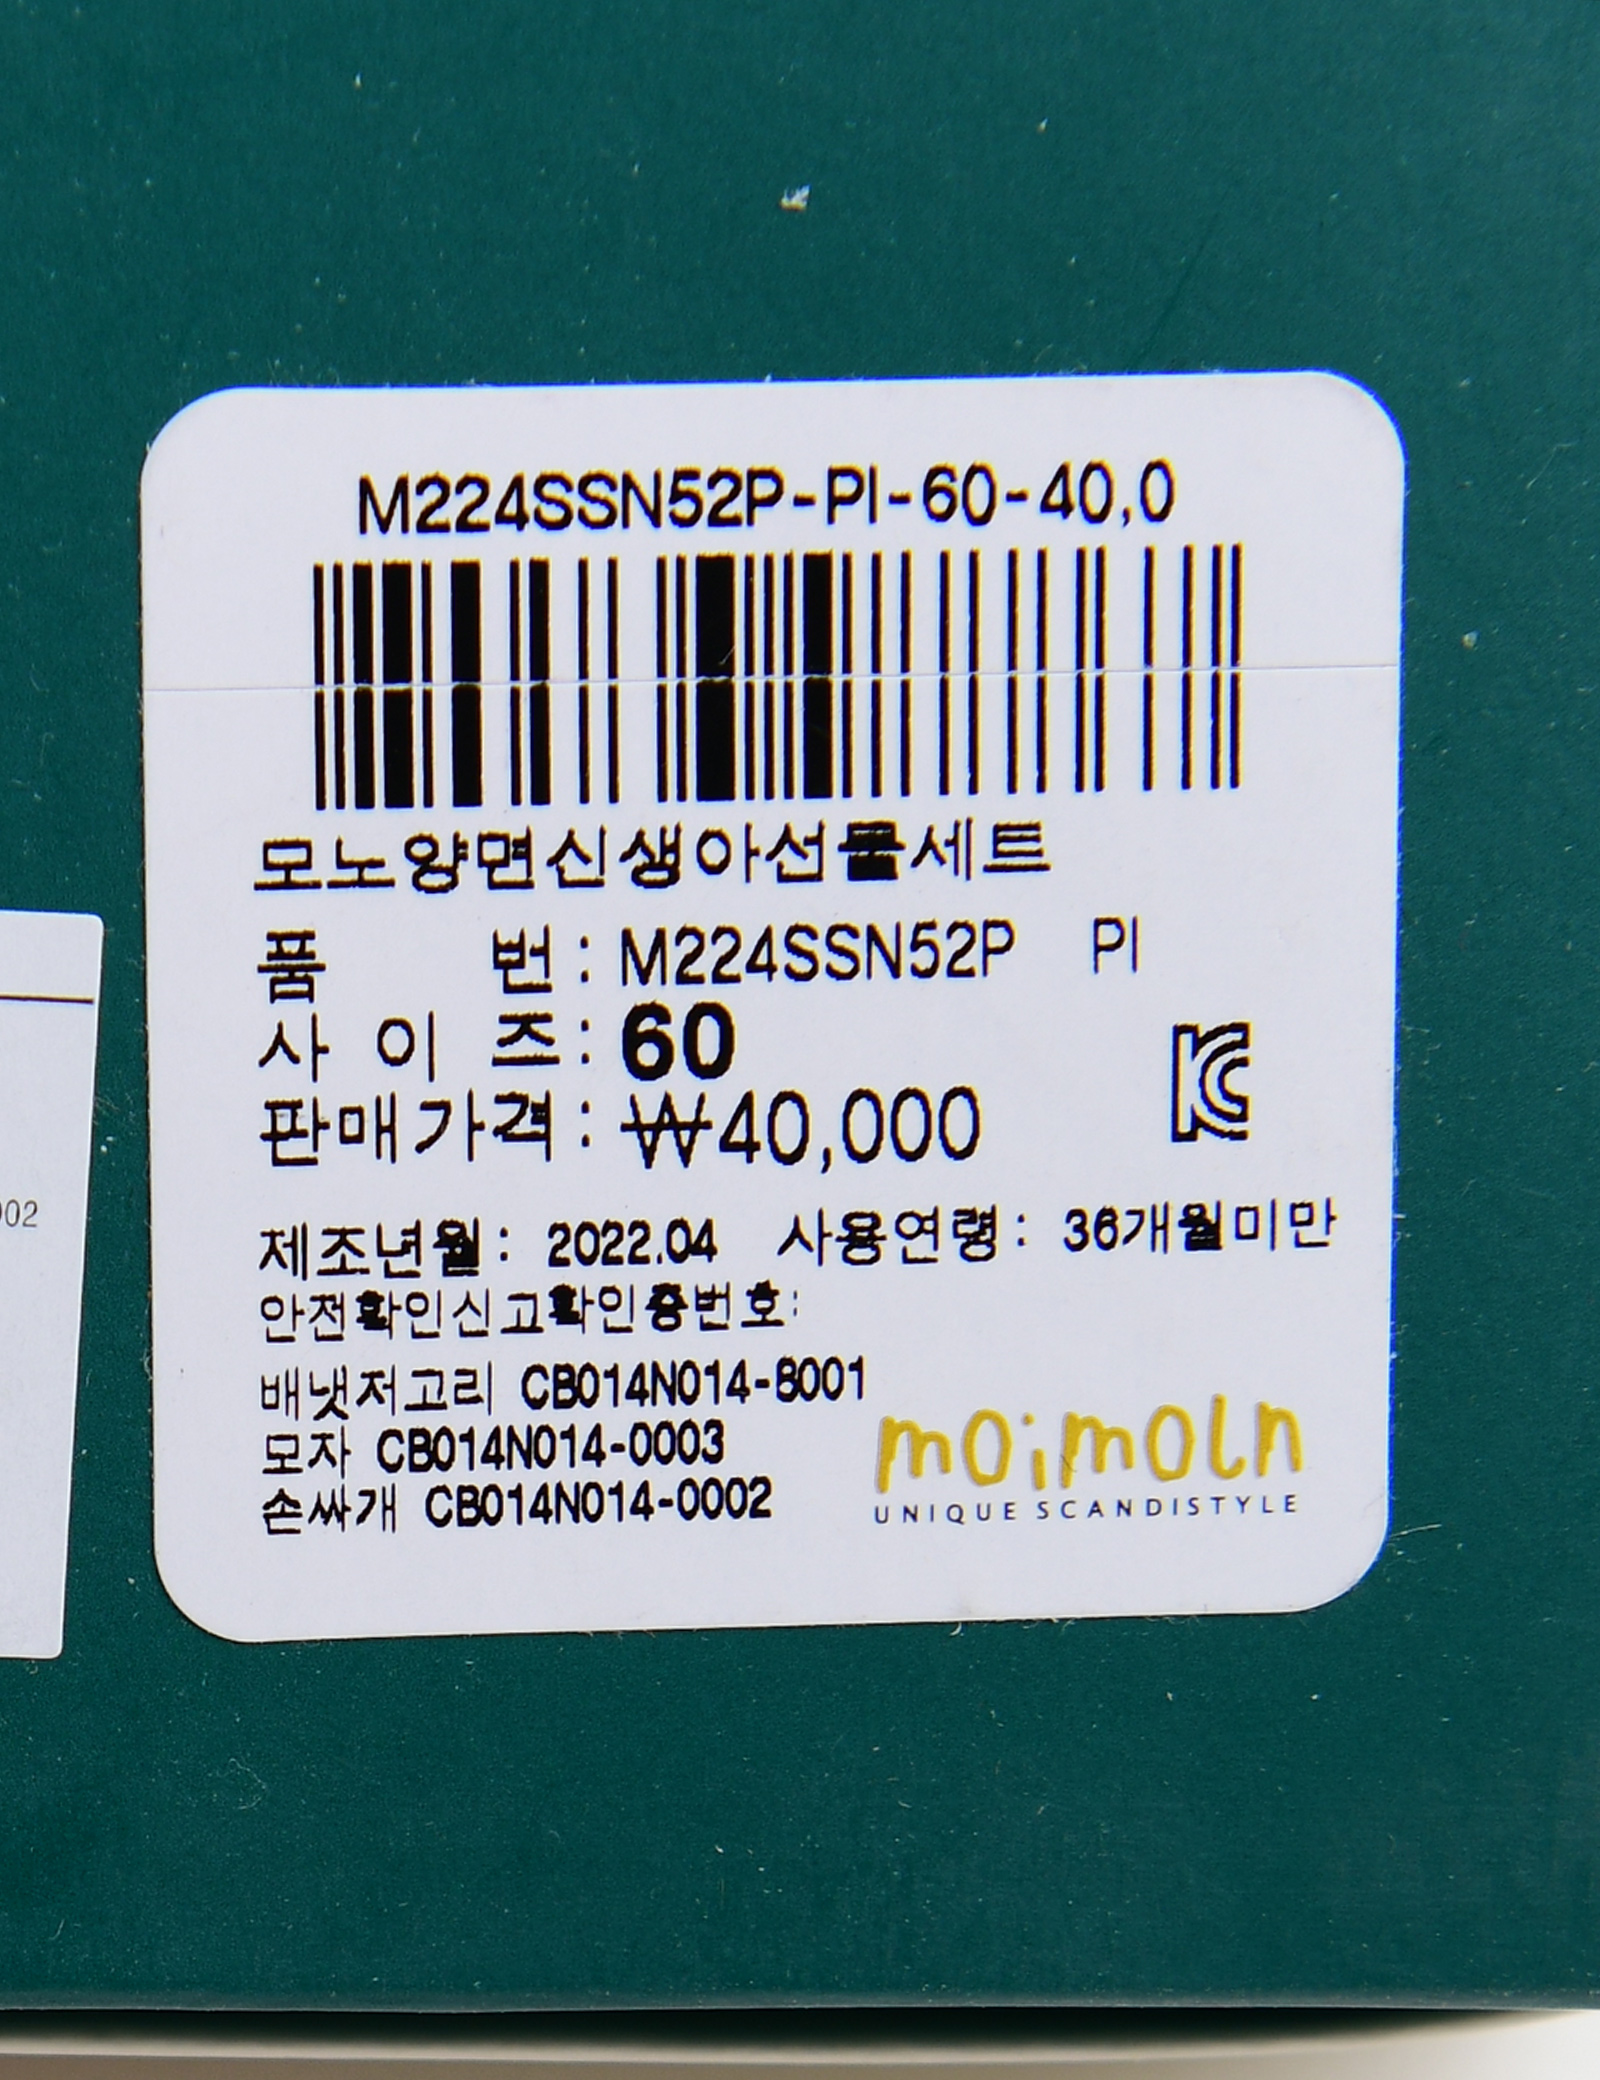 M224SSN52P-PI-60-40,0
모노양면신생아선물세트
품 번 : M224SSN52P PI
사 이 즈 : 60
판매가격 : ₩40,000
제조년월 : 2022.04 사용연령 : 36개월미만
안전확인신고확인증번호:
배냇저고리 CB014N014-8001
모자 CB014N014-0003
손싸개 CB014N014-0002
moimoln
UNIQUE SCANDISTYLE